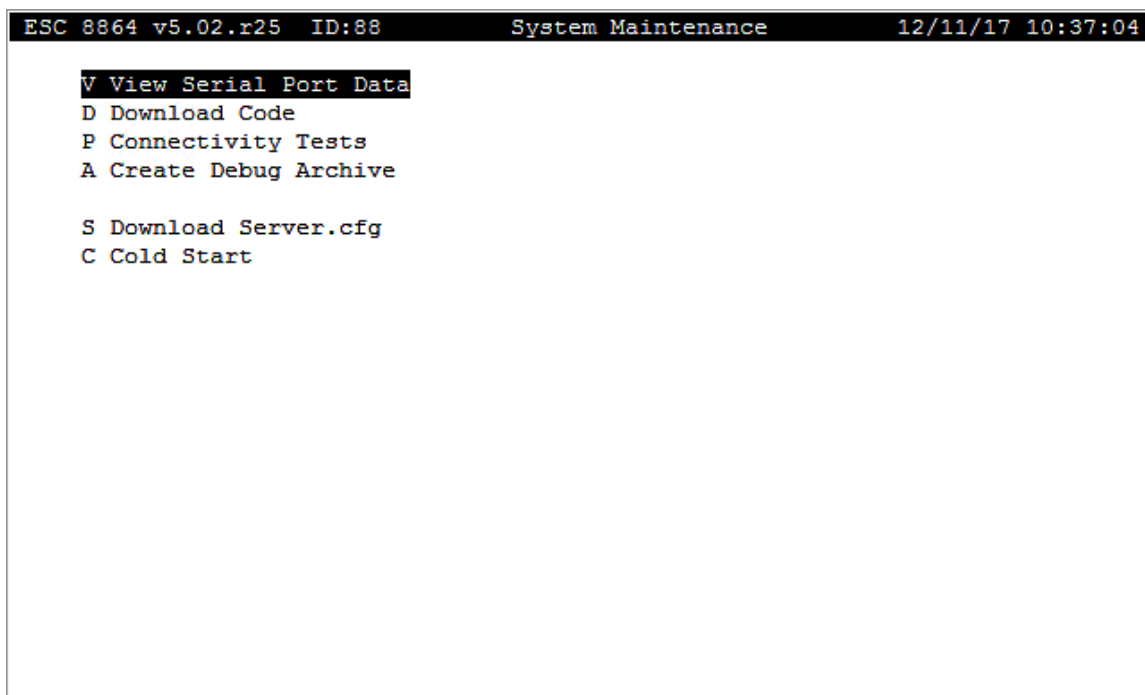 ESC 8864 v5.02.r25 ID:88 System Maintenance 12/11/17 10:37:04
V View Serial Port Data
D Download Code
P Connectivity Tests
A Create Debug Archive
S Download Server.cfg
C Cold Start